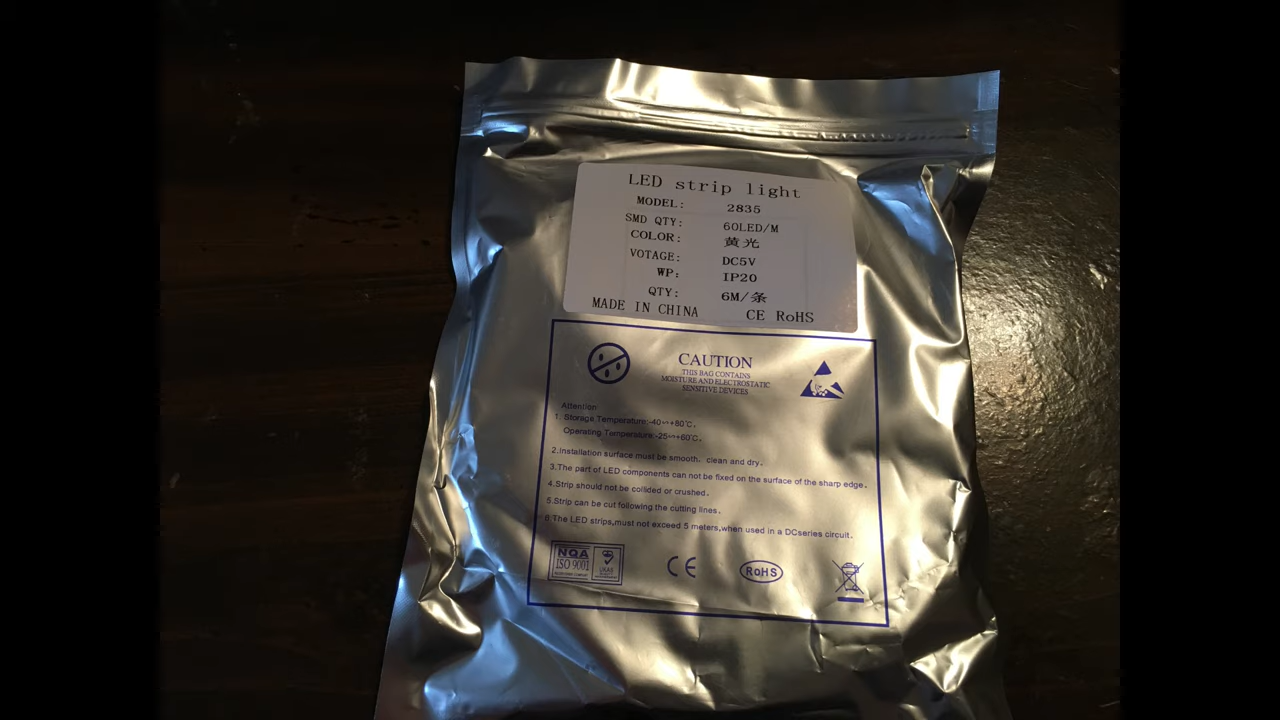 LED strip light
MODEL: 2835
SMD QTY: 60LED/M
COLOR: 黄光
VOTAGE: DC5V
WP: IP20
QTY: 6M/条
MADE IN CHINA CE RoHS
CAUTION
THIS BAG CONTAINS
MOISTURE AND ELECTROSTATIC
SENSITIVE DEVICES
Attention:
1. Storage Temperature:-40~+80℃.
Operating Temperature:-25~+60℃.
2.Installation surface must be smooth. clean and dry.
3.The part of LED components can not be fixed on the surface of the sharp edge.
4.Strip should not be collided or crushed.
5.Strip can be cut following the cutting lines.
6.The LED strips,must not exceed 5 meters,when used in a DCseries circuit.
NQA
ISO 9001
UKAS
CE
RoHS